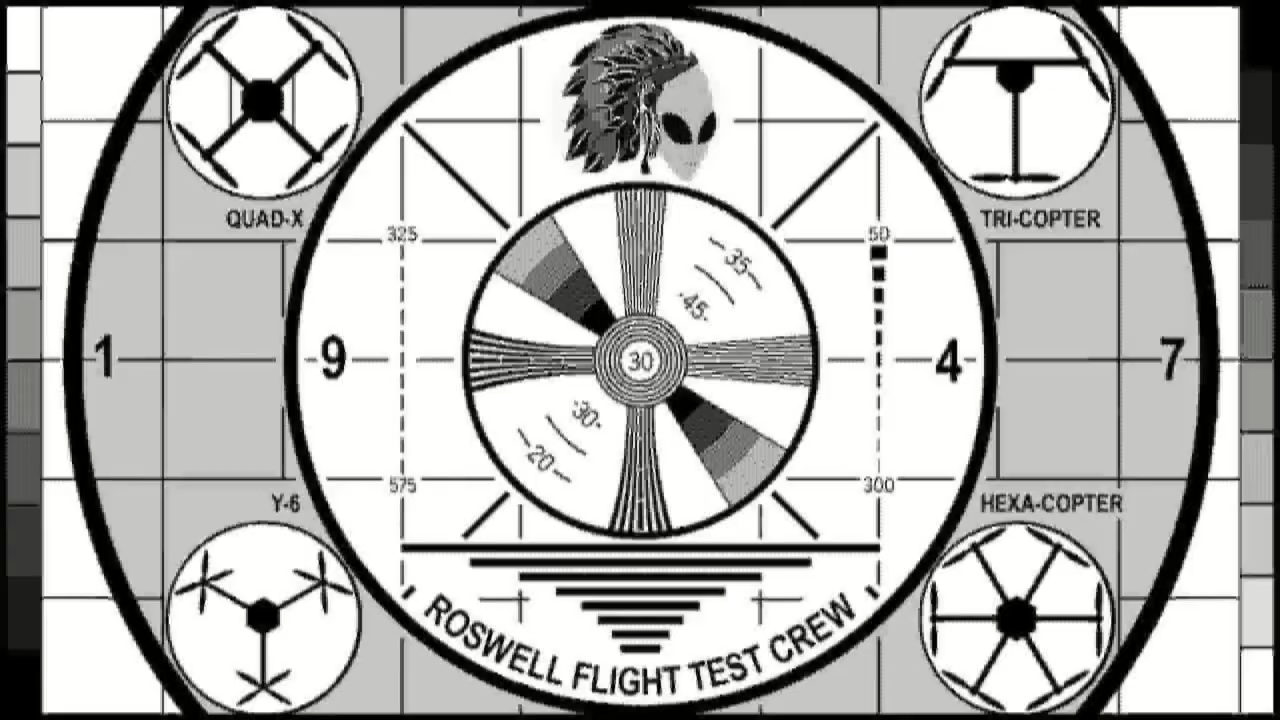 QUAD-X
TRI-COPTER
325
50
-35-
-45-
1
9
30
4
7
-30-
-20-
575
300
Y-6
HEXA-COPTER
ROSWELL FLIGHT TEST CREW